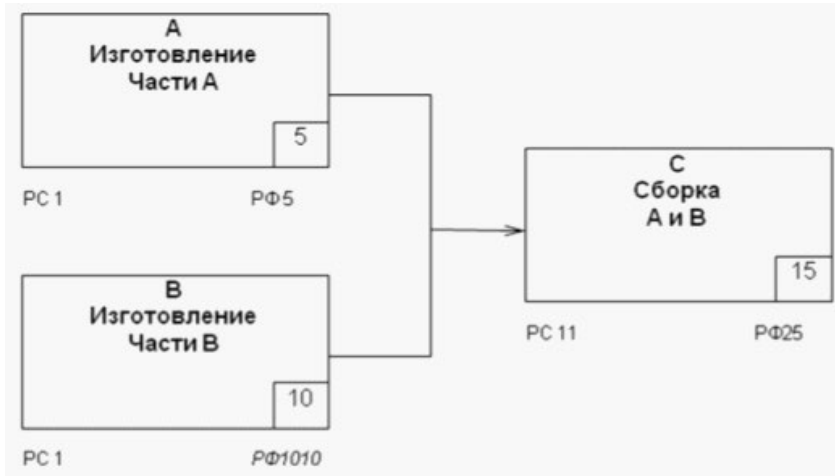 A
Изготовление
Части А
5
РС 1 РФ5
B
Изготовление
Части В
10
РС 1 РФ1010
C
Сборка
А и В
15
РС 11 РФ25